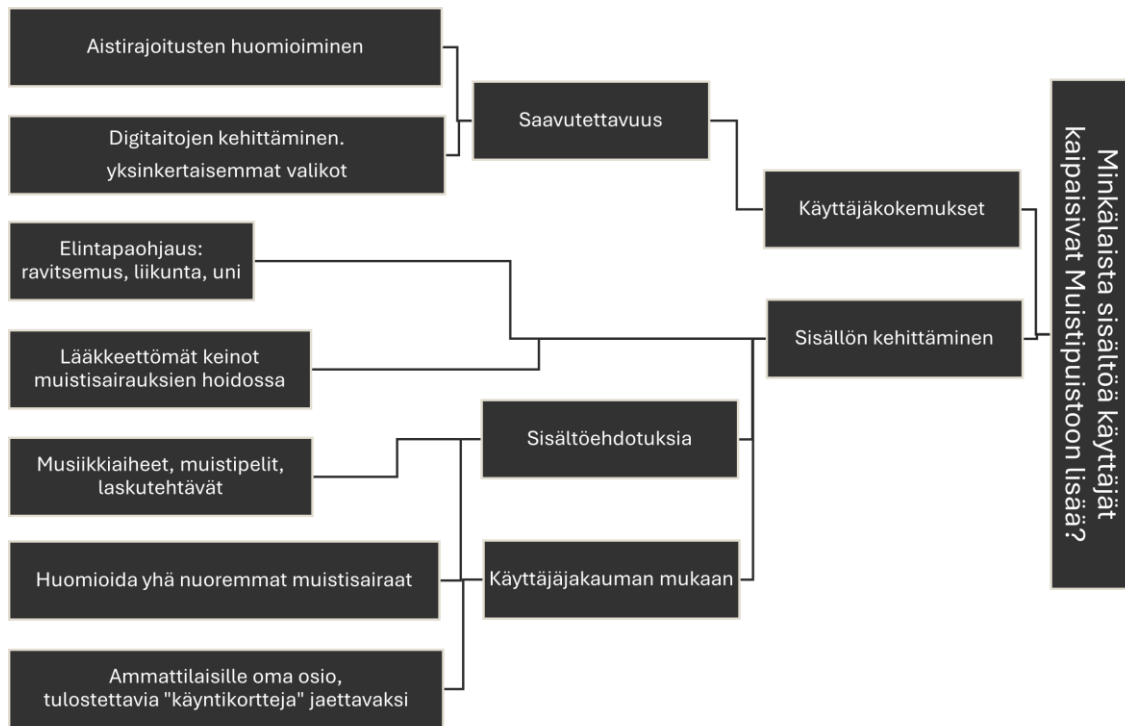 Aistirajoitusten huomioiminen
Digitaitojen kehittäminen.
yksinkertaisemmat valikot
Elintapaohjaus:
ravitsemus, liikunta, uni
Lääkkeettömät keinot
muistisairauksien hoidossa
Musiikkiaiheet, muistipelit,
laskutehtävät
Huomioida yhä nuoremmat muistisairaat
Ammattilaisille oma osio,
tulostettavia "käyntikortteja" jaettavaksi
Saavutettavuus
Sisältöehdotuksia
Käyttäjäjakauman mukaan
Käyttäjäkokemukset
Sisällön kehittäminen
Minkälaista sisältöä käyttäjät
kaipaisivat Muistipuistoon lisää?